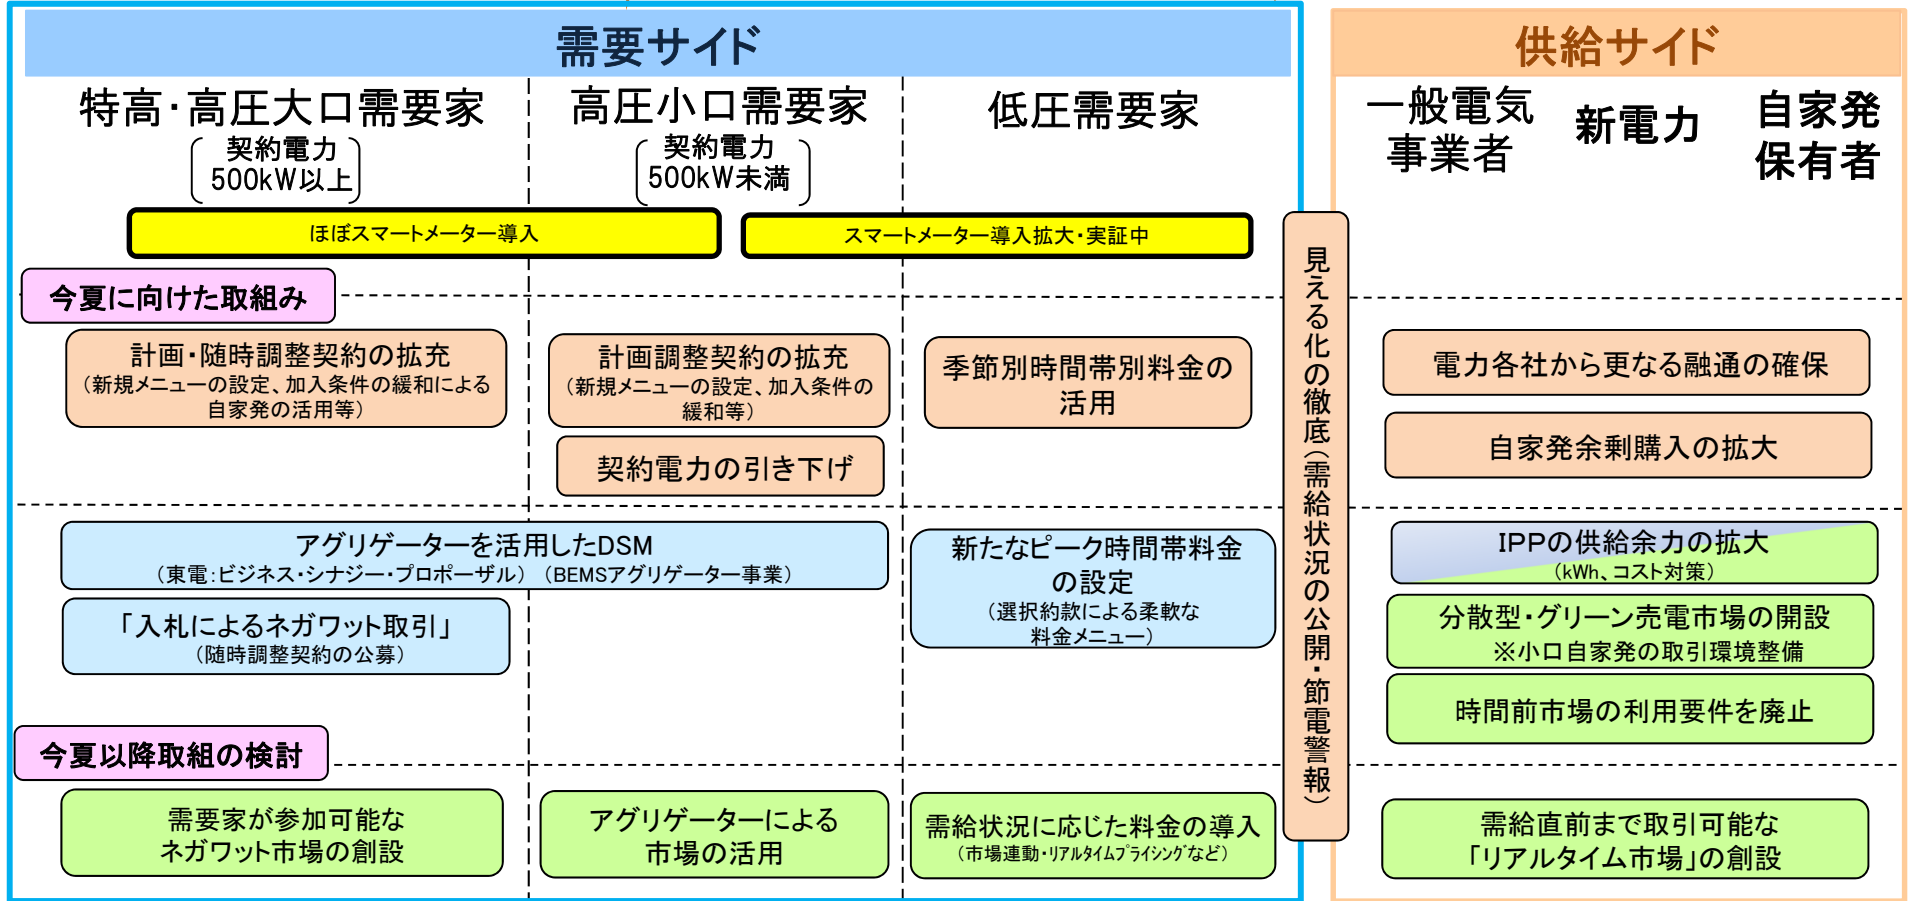 需要サイド
供給サイド
特高・高圧大口需要家
契約電力
500kW以上
高圧小口需要家
契約電力
500kW未満
低圧需要家
一般電気
事業者
新電力
自家発
保有者
ほぼスマートメーター導入
スマートメーター導入拡大・実証中
見える化の徹底（需給状況の公開・節電警報）
今夏に向けた取組み
計画・随時調整契約の拡充
（新規メニューの設定、加入条件の緩和による
自家発の活用等）
計画調整契約の拡充
（新規メニューの設定、加入条件の
緩和等）
契約電力の引き下げ
季節別時間帯別料金の
活用
電力各社から更なる融通の確保
自家発余剰購入の拡大
アグリゲーターを活用したDSM
（東電：ビジネス・シナジー・プロポーザル）（BEMSアグリゲーター事業）
「入札によるネガワット取引」
（随時調整契約の公募）
新たなピーク時間帯料金
の設定
（選択約款による柔軟な
料金メニュー）
IPPの供給余力の拡大
（kWh、コスト対策）
分散型・グリーン売電市場の開設
※小口自家発の取引環境整備
時間前市場の利用要件を廃止
今夏以降取組の検討
需要家が参加可能な
ネガワット市場の創設
アグリゲーターによる
市場の活用
需給状況に応じた料金の導入
（市場連動・リアルタイムプライシングなど）
需給直前まで取引可能な
「リアルタイム市場」の創設